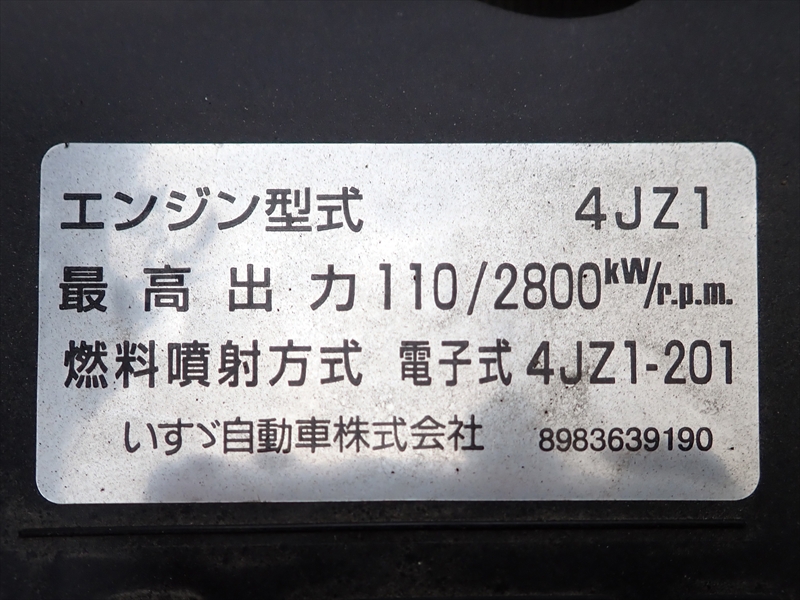 エンジン型式 4JZ1
最高出力 110/2800kW/r.p.m.
燃料噴射方式 電子式 4JZ1-201
いすゞ自動車株式会社 8983639190